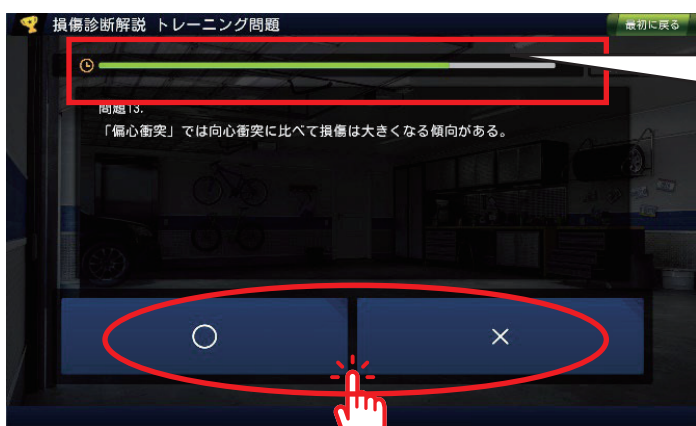 損傷診断解説 トレーニング問題
最初に戻る
問題13.
「偏心衝突」では向心衝突に比べて損傷は大きくなる傾向がある。
○
×